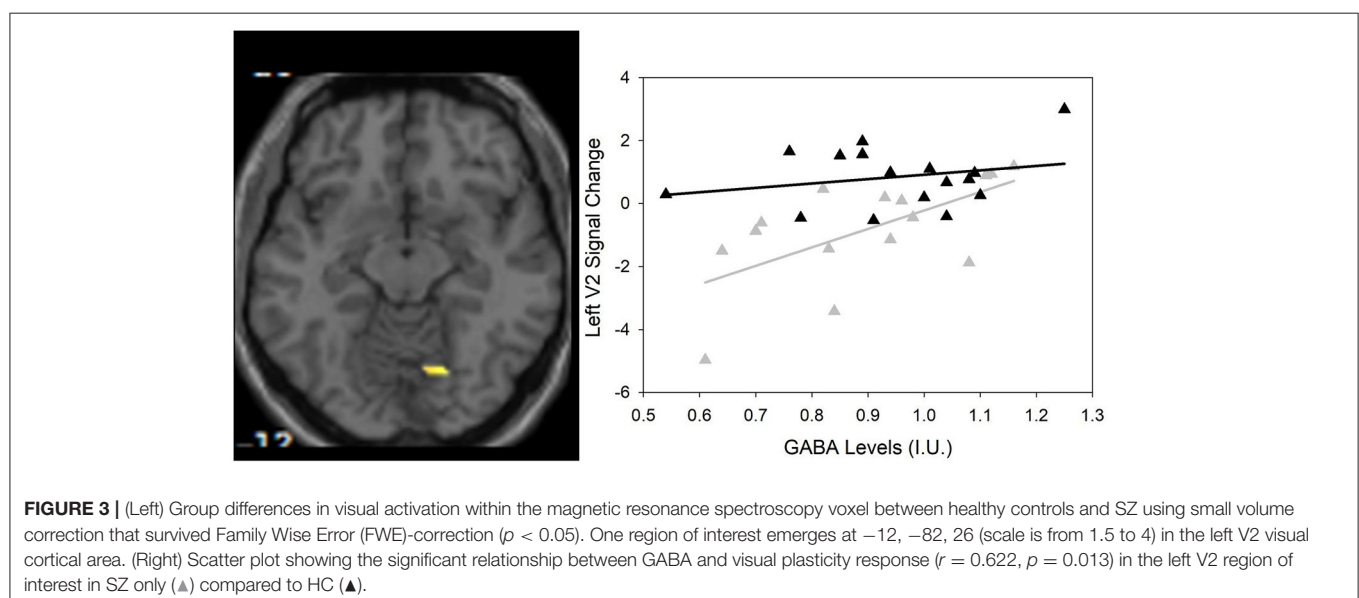 -12
4
2
0
-2
-4
-6
Left V2 Signal Change
0.5 0.6 0.7 0.8 0.9 1.0 1.1 1.2 1.3
GABA Levels (I.U.)
FIGURE 3 | (Left) Group differences in visual activation within the magnetic resonance spectroscopy voxel between healthy controls and SZ using small volume
correction that survived Family Wise Error (FWE)-correction (p < 0.05). One region of interest emerges at −12, −82, 26 (scale is from 1.5 to 4) in the left V2 visual
cortical area. (Right) Scatter plot showing the significant relationship between GABA and visual plasticity response (r = 0.622, p = 0.013) in the left V2 region of
interest in SZ only (▲) compared to HC (▲).